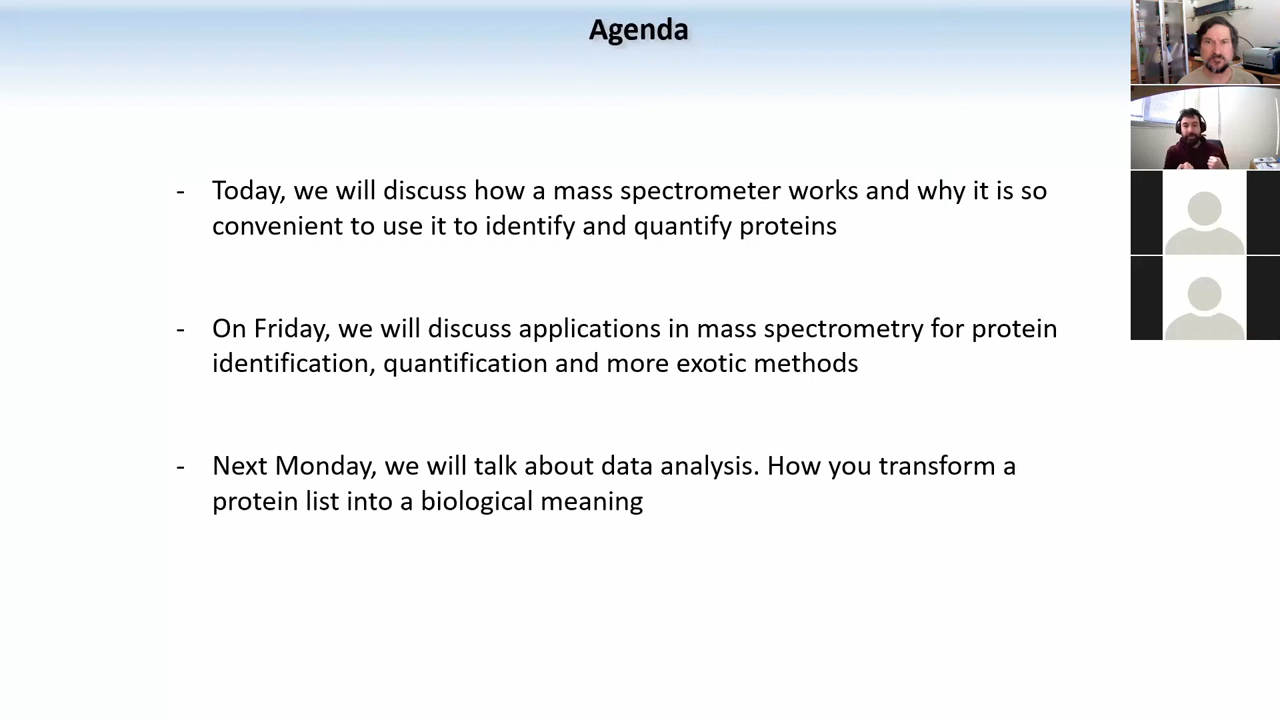 Agenda
- Today, we will discuss how a mass spectrometer works and why it is so
convenient to use it to identify and quantify proteins
- On Friday, we will discuss applications in mass spectrometry for protein
identification, quantification and more exotic methods
- Next Monday, we will talk about data analysis. How you transform a
protein list into a biological meaning